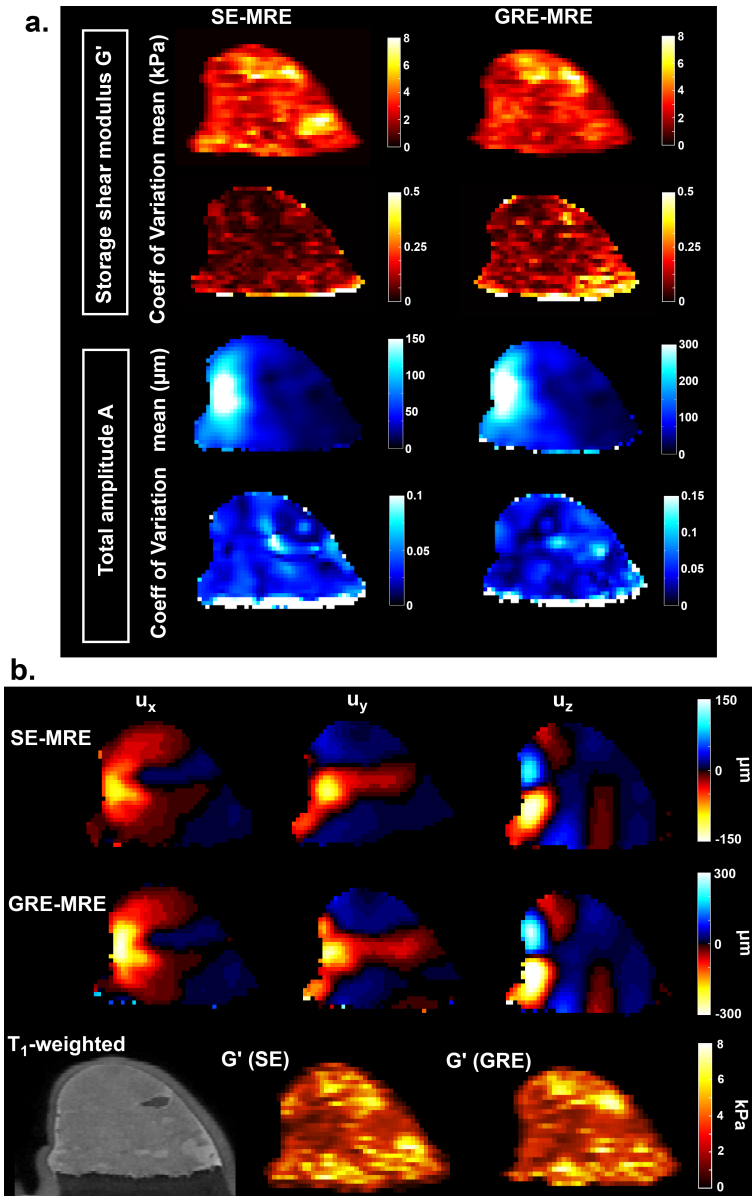 a.
SE-MRE
GRE-MRE
Storage shear modulus G'
mean (kPa)
8
6
4
2
0
8
6
4
2
0
Coeff of Variation
0.5
0.25
0
0.5
0.25
0
Total amplitude A
mean (µm)
150
100
50
0
300
200
100
0
Coeff of Variation
0.1
0.05
0
0.15
0.1
0.05
0
b.
ux
uy
uz
SE-MRE
150
0
-150
µm
GRE-MRE
300
0
-300
µm
T1-weighted
G' (SE)
G' (GRE)
8
6
4
2
0
kPa